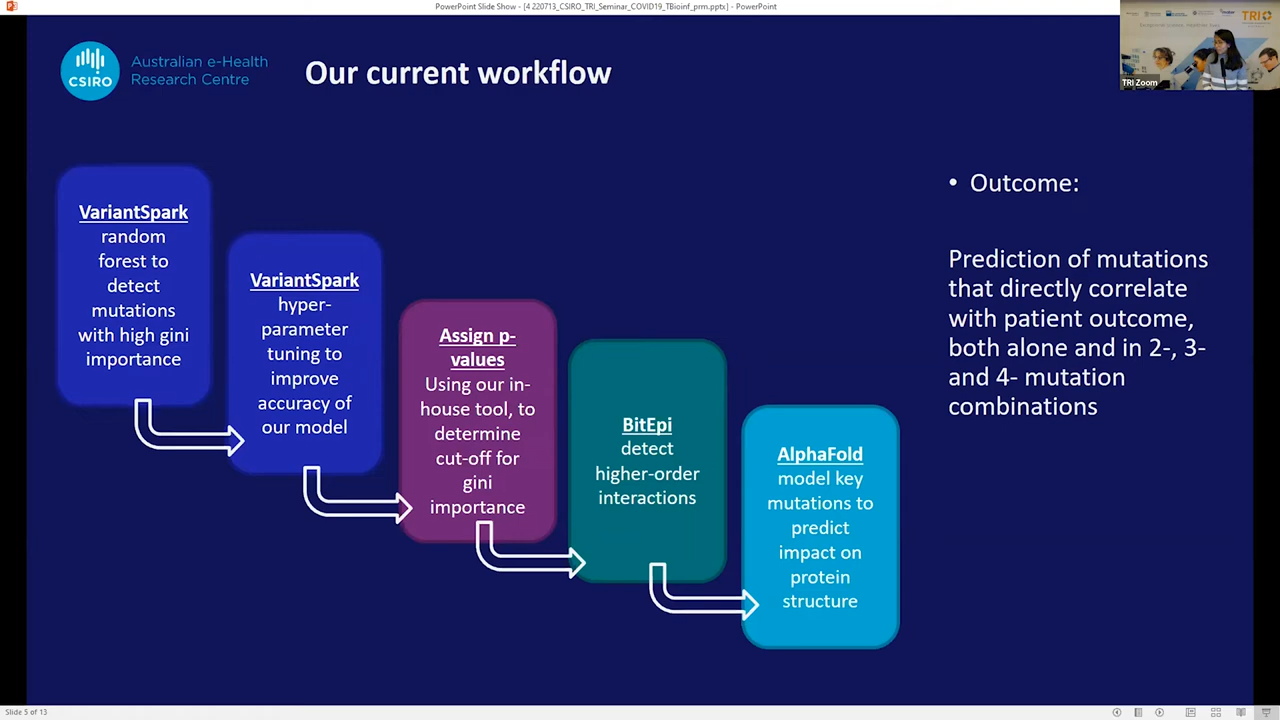 PowerPoint Slide Show - [4 220713_CSIRO_TRI_Seminar_COVID19_TBioinf_prm.pptx] - PowerPoint
CSIRO
Australian e-Health
Research Centre
Our current workflow
TRIO
TRI Zoom
VariantSpark
random
forest to
detect
mutations
with high gini
importance
VariantSpark
hyper-
parameter
tuning to
improve
accuracy of
our model
Assign p-
values
Using our in-
house tool, to
determine
cut-off for
gini
importance
BitEpi
detect
higher-order
interactions
AlphaFold
model key
mutations to
predict
impact on
protein
structure
• Outcome:
Prediction of mutations
that directly correlate
with patient outcome,
both alone and in 2-, 3-
and 4- mutation
combinations
Slide 5 of 13